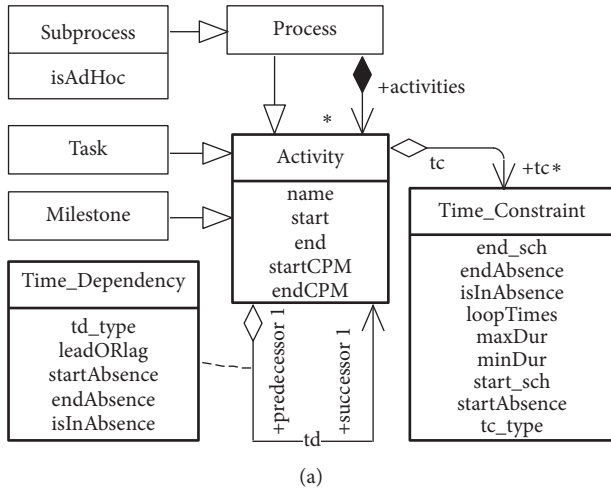 Subprocess
isAdHoc
Process
+activities
*
Task
Milestone
Activity
name
start
end
startCPM
endCPM
tc
+tc*
Time_Constraint
end_sch
endAbsence
isInAbsence
loopTimes
maxDur
minDur
start_sch
startAbsence
tc_type
Time_Dependency
td_type
leadORlag
startAbsence
endAbsence
isInAbsence
+predecessor 1
+successor 1
td
(a)